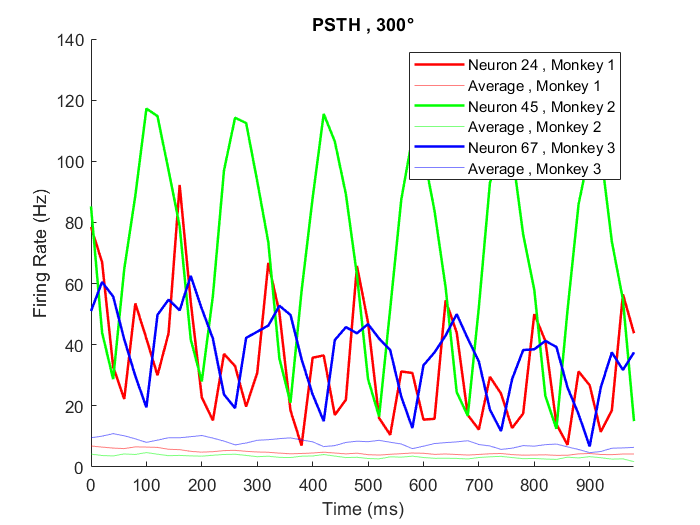 PSTH , 300°
140
120
100
80
60
40
20
0
Firing Rate (Hz)
Neuron 24 , Monkey 1
Average , Monkey 1
Neuron 45 , Monkey 2
Average , Monkey 2
Neuron 67 , Monkey 3
Average , Monkey 3
0 100 200 300 400 500 600 700 800 900
Time (ms)